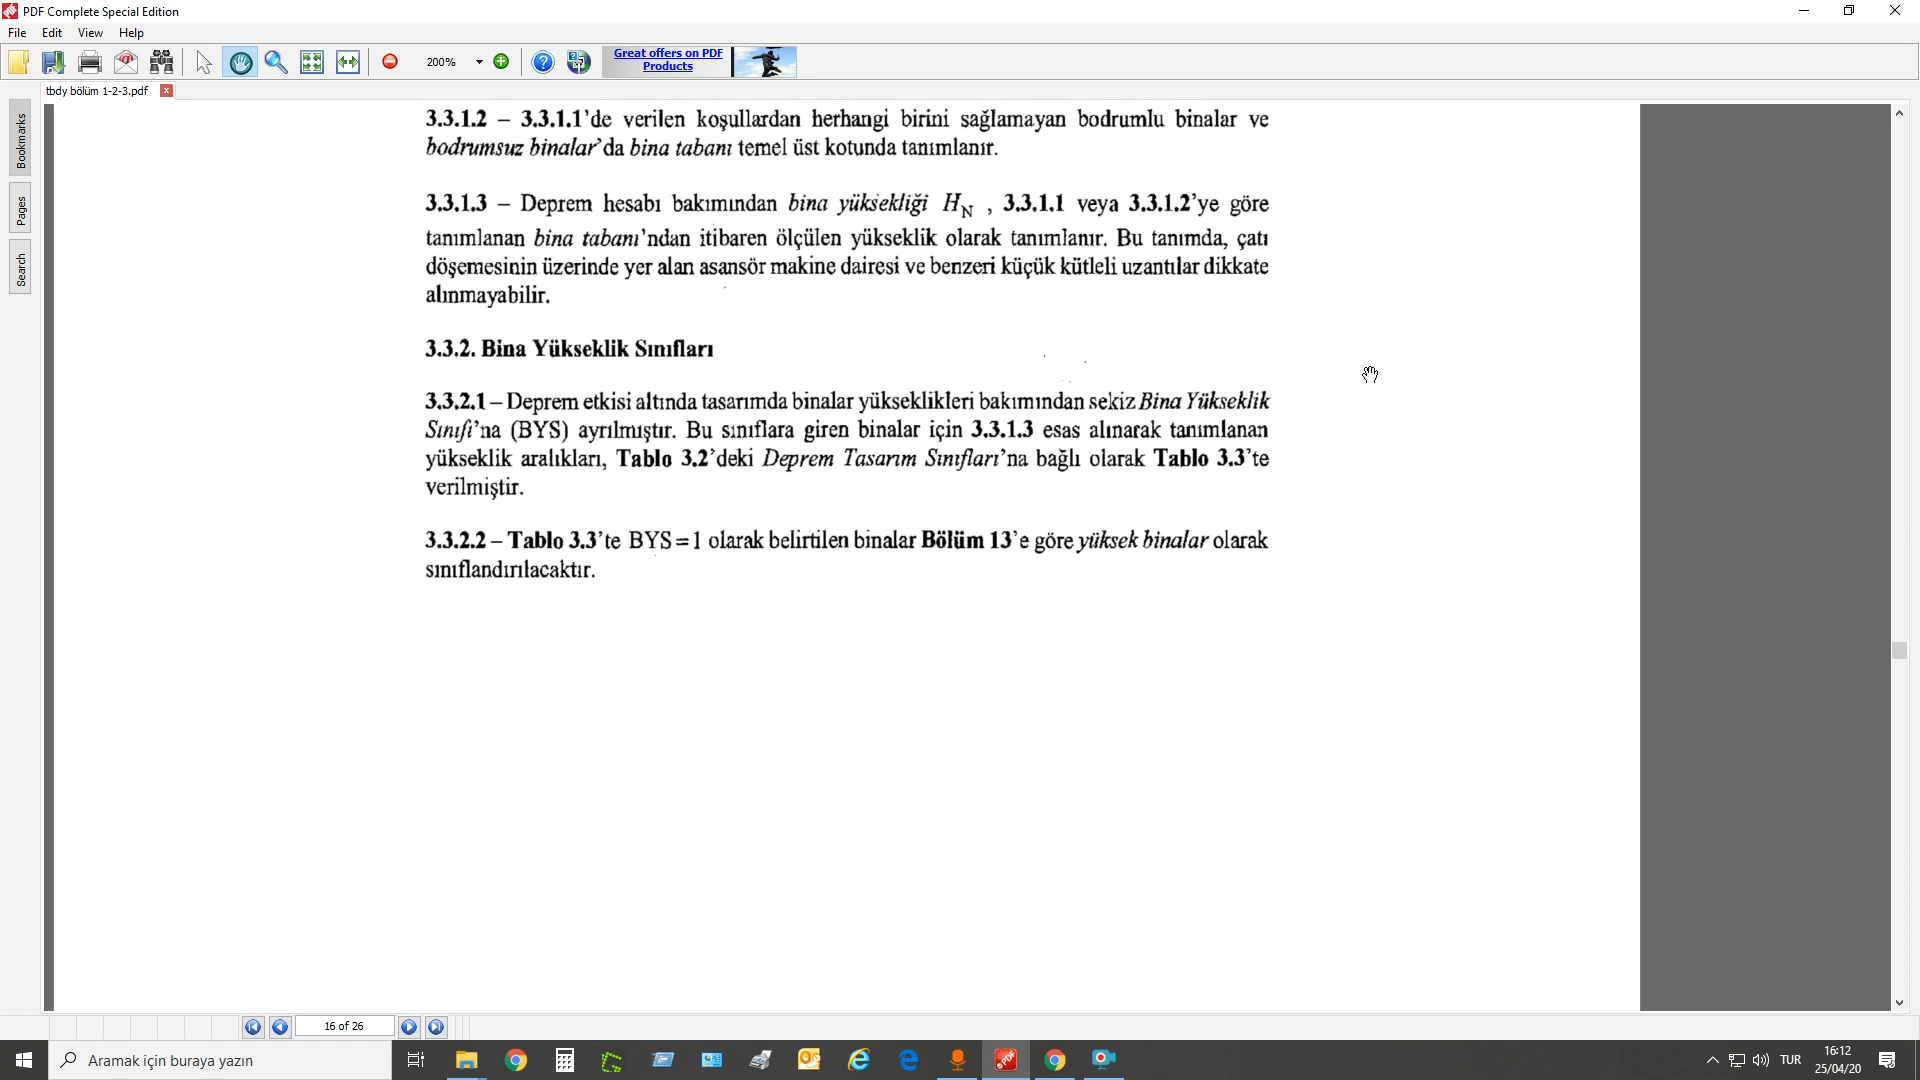 PDF Complete Special Edition
File Edit View Help
200%
Great offers on PDF
Products
tbdy bölüm 1-2-3.pdf
Bookmarks
Pages
Search
3.3.1.2 – 3.3.1.1’de verilen koşullardan herhangi birini sağlamayan bodrumlu binalar ve
bodrumsuz binalar’da bina tabanı temel üst kotunda tanımlanır.
3.3.1.3 – Deprem hesabı bakımından bina yüksekliği HN , 3.3.1.1 veya 3.3.1.2’ye göre
tanımlanan bina tabanı’ndan itibaren ölçülen yükseklik olarak tanımlanır. Bu tanımda, çatı
döşemesinin üzerinde yer alan asansör makine dairesi ve benzeri küçük kütleli uzantılar dikkate
alınmayabilir.
3.3.2. Bina Yükseklik Sınıfları
3.3.2.1 – Deprem etkisi altında tasarımda binalar yükseklikleri bakımından sekiz Bina Yükseklik
Sınıfı’na (BYS) ayrılmıştır. Bu sınıflara giren binalar için 3.3.1.3 esas alınarak tanımlanan
yükseklik aralıkları, Tablo 3.2’deki Deprem Tasarım Sınıfları’na bağlı olarak Tablo 3.3’te
verilmiştir.
3.3.2.2 – Tablo 3.3’te BYS = 1 olarak belirtilen binalar Bölüm 13’e göre yüksek binalar olarak
sınıflandırılacaktır.
16 of 26
Aramak için buraya yazın
TUR
16:12
25/04/20